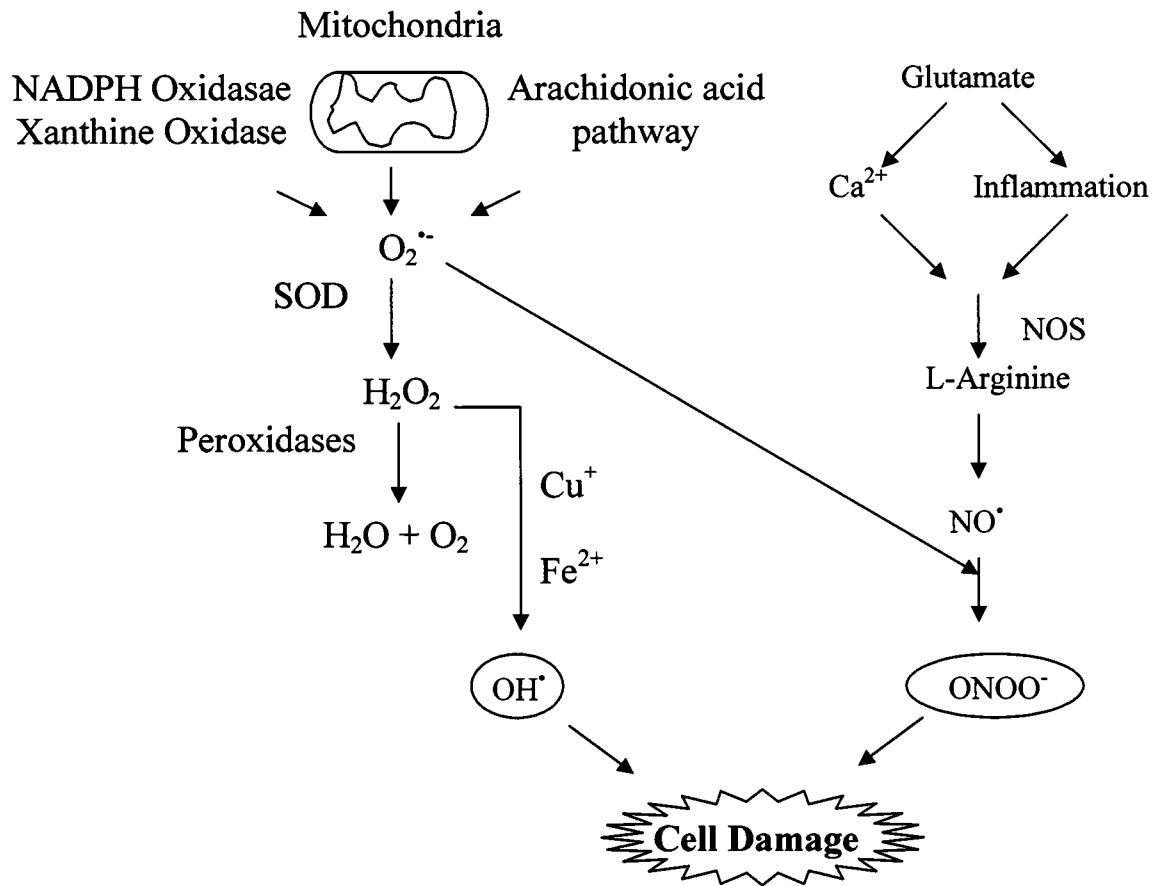 Mitochondria
NADPH Oxidasae
Xanthine Oxidase
Arachidonic acid
pathway
O₂•-
SOD
H₂O₂
Peroxidases
H₂O + O₂
Cu⁺
Fe²⁺
OH•
Glutamate
Ca²⁺
Inflammation
NOS
L-Arginine
NO•
ONOO⁻
Cell Damage